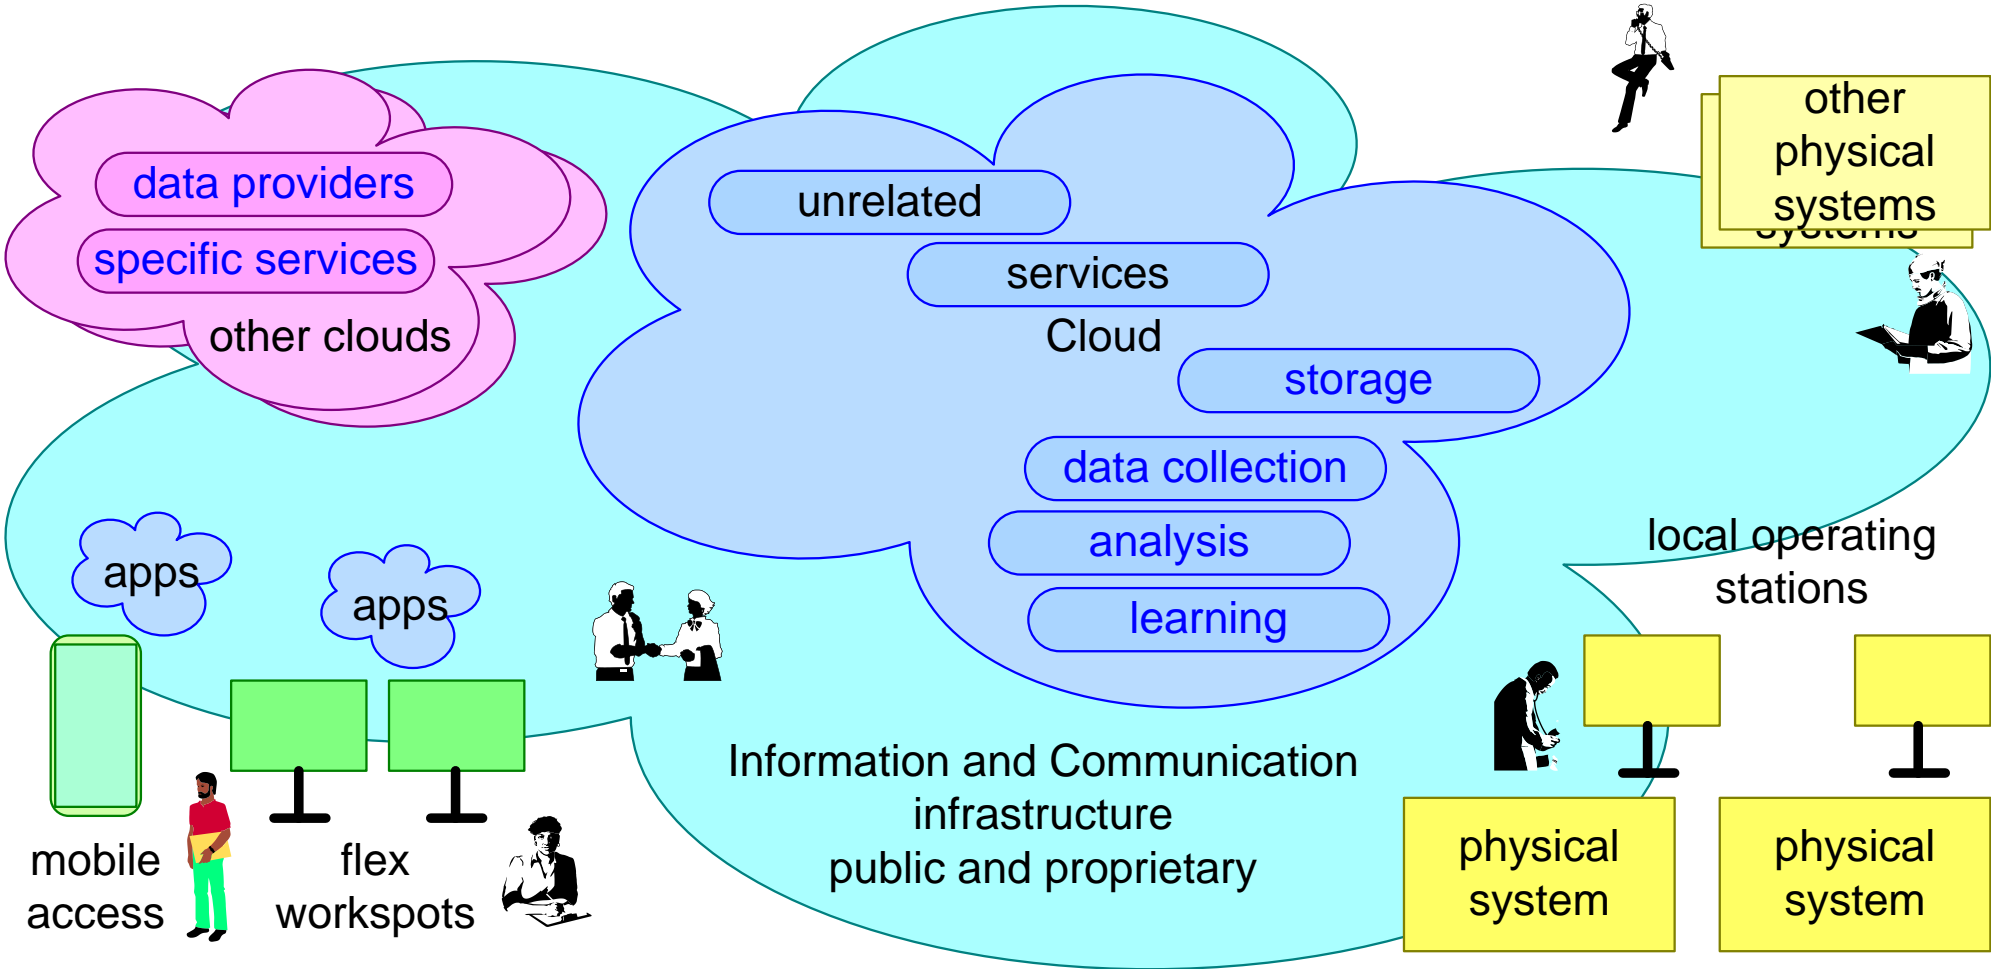 other
physical
systems
systems
data providers
specific services
other clouds
unrelated
services
Cloud
storage
data collection
analysis
learning
apps
apps
local operating
stations
Information and Communication
infrastructure
public and proprietary
mobile
access
flex
workspots
physical
system
physical
system